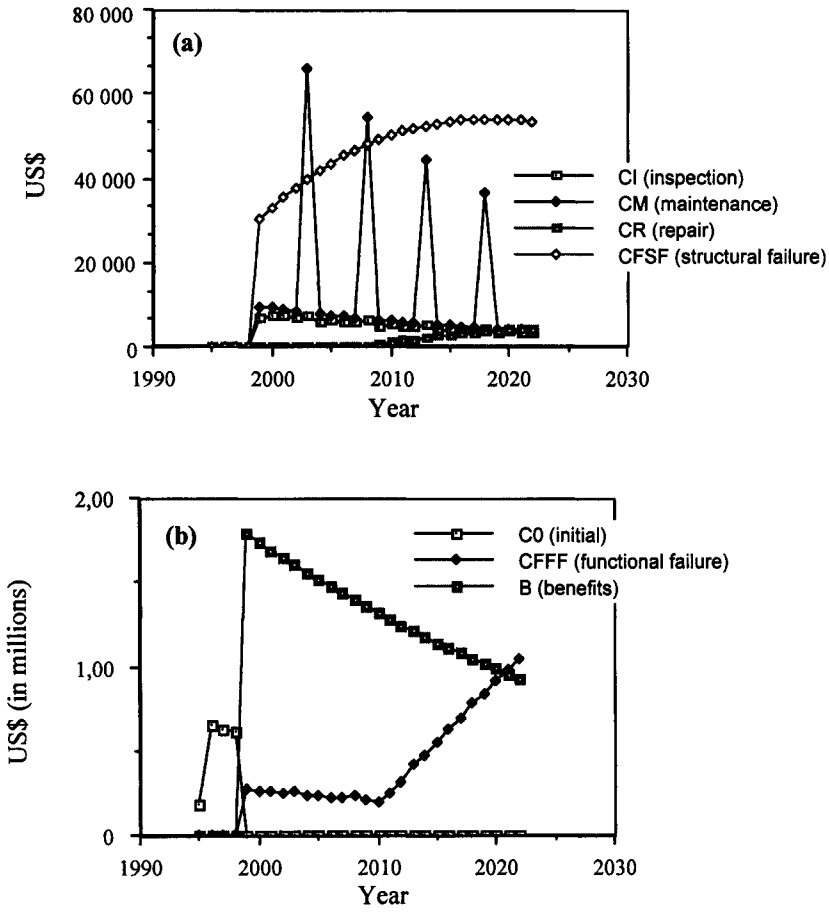 80 000
(a)
60 000
US$
40 000
CI (inspection)
CM (maintenance)
CR (repair)
20 000
CFSF (structural failure)
0
1990 2000 2010 2020 2030
Year
2,00
(b)
C0 (initial)
CFFF (functional failure)
B (benefits)
US$ (in millions)
1,00
0
1990 2000 2010 2020 2030
Year